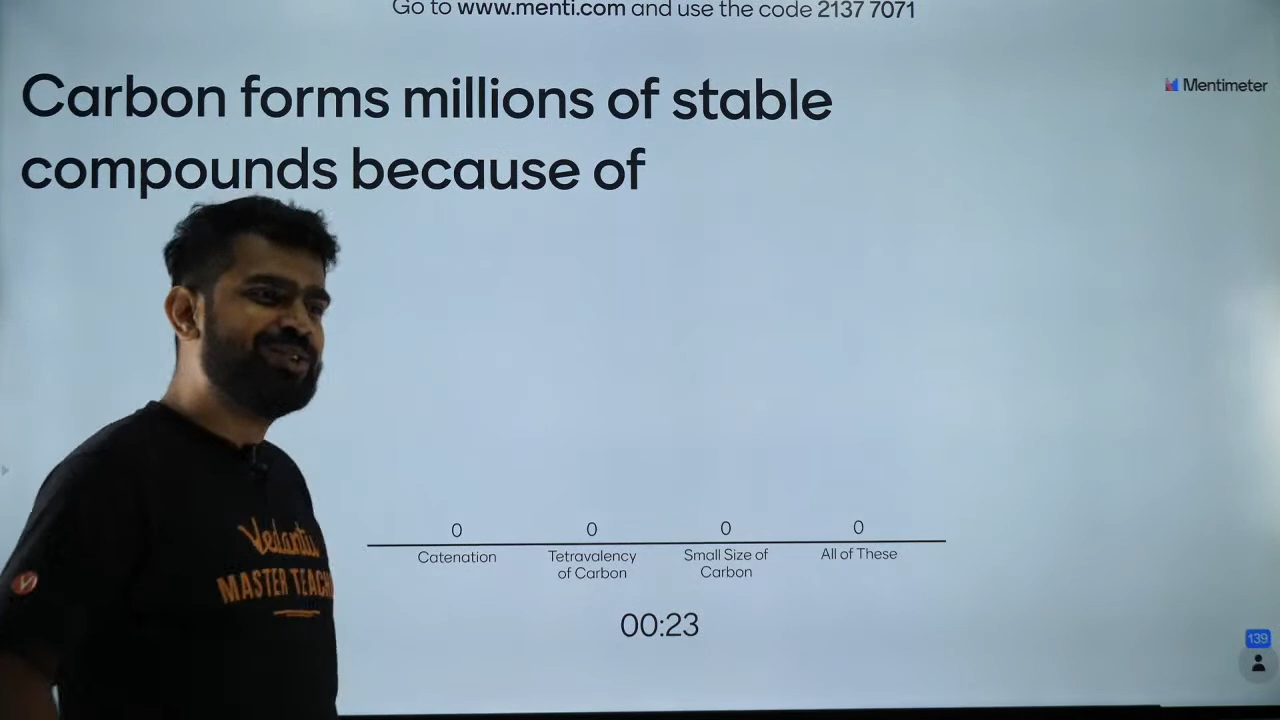 Go to www.menti.com and use the code 2137 7071
Mentimeter
Carbon forms millions of stable
compounds because of
0
0
0
0
Catenation
Tetravalency
of Carbon
Small Size of
Carbon
All of These
00:23
139
Vedantu
MASTER